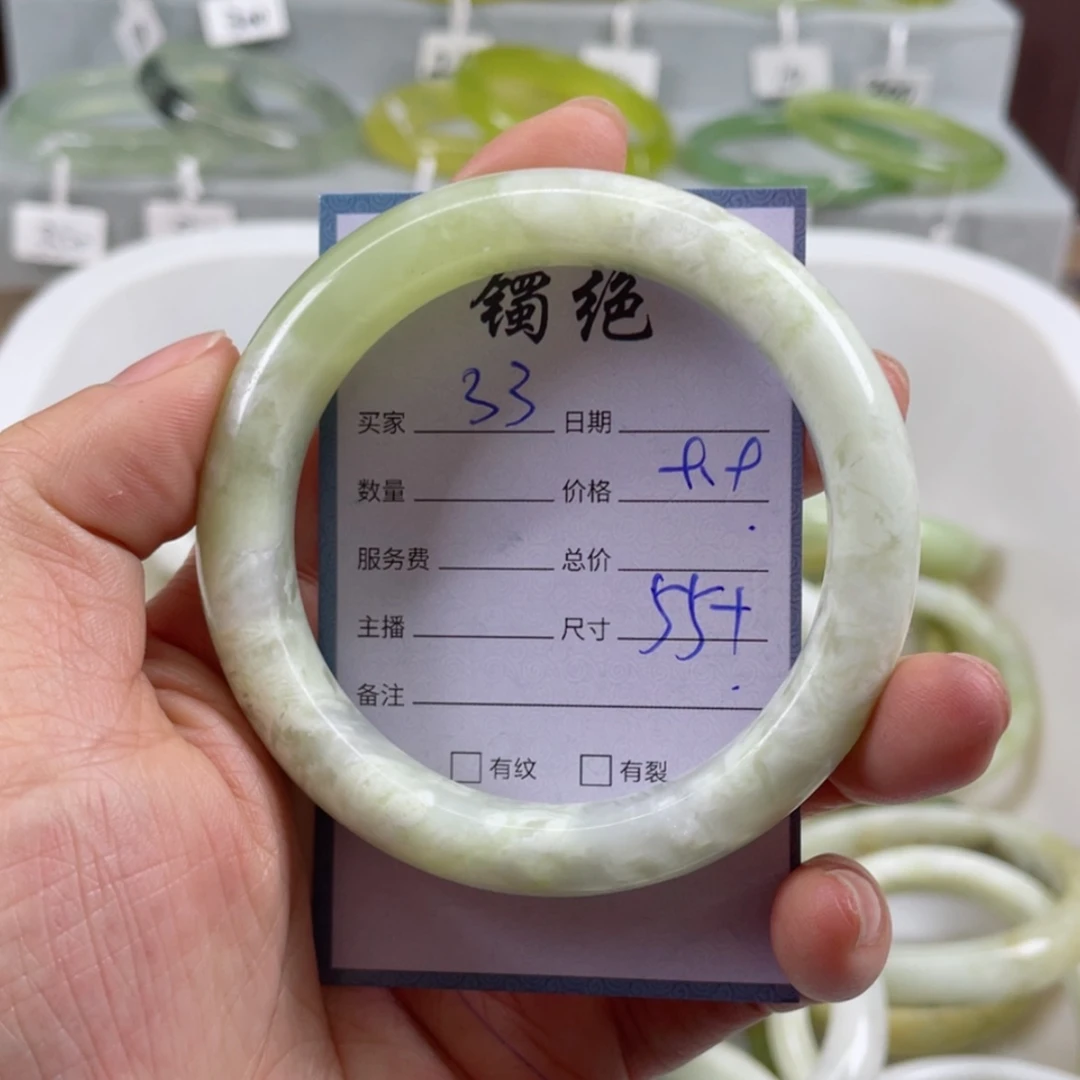 镯绝
买家 33 日期
数量 价格
服务费 总价
主播 尺寸 55+
备注
有纹 有裂